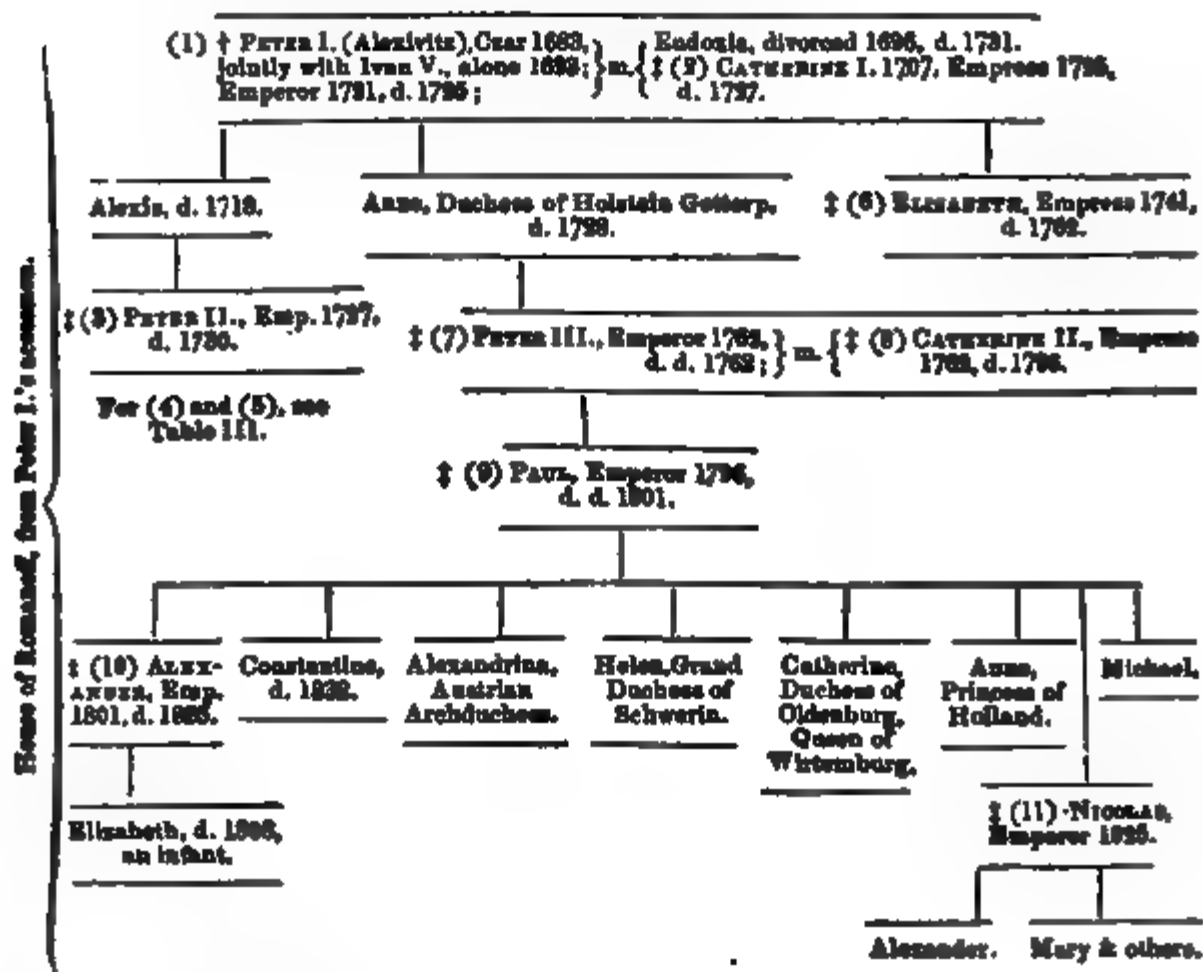 (1) † PETER I. (Alexivitz), Czar 1682,
jointly with Ivan V., alone 1689;
Emperor 1721, d. 1725;
m.
Eudoxia, divorced 1696, d. 1731.
‡ (2) CATHERINE I. 1707. Empress 1725,
d. 1727.
Alexis, d. 1718.
Anne, Duchess of Holstein Gottorp,
d. 1728.
‡ (6) ELIZABETH, Empress 1741,
d. 1762.
‡ (3) PETER II., Emp. 1727,
d. 1730.
‡ (7) PETER III., Emperor 1762,
d. d. 1762;
m.
‡ (8) CATHERINE II., Empress
1762, d. 1796.
For (4) and (5), see
Table III.
‡ (9) PAUL, Emperor 1796,
d. d. 1801.
‡ (10) ALEX-
ANDER, Emp.
1801, d. 1825.
Constantine,
d.
Alexandrina,
Austrian
Archduchess.
Helen, Grand
Duchess of
Schwerin.
Catherine,
Duchess of
Oldenburg,
Queen of
Wirtemburg.
Anne,
Princess of
Holland.
Michael.
Elizabeth, d.
an infant.
‡ (11) NICOLAS,
Emperor 1825.
Alexander.
Mary & others.
House of Romanoff, from Peter I.'s accession.